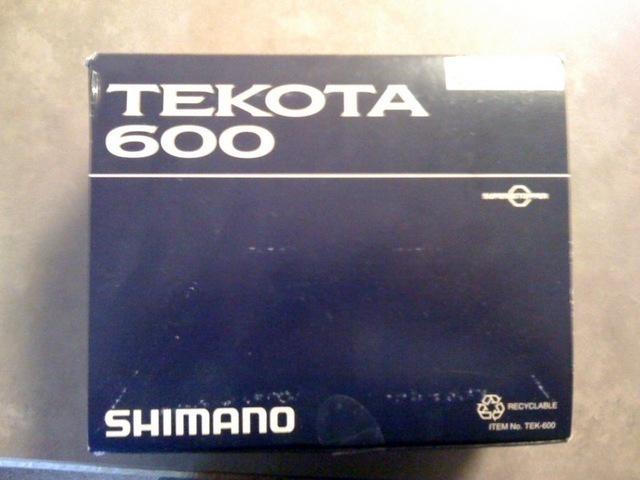 TEKOTA
600
SHIMANO
RECYCLABLE
ITEM No. TEK-600